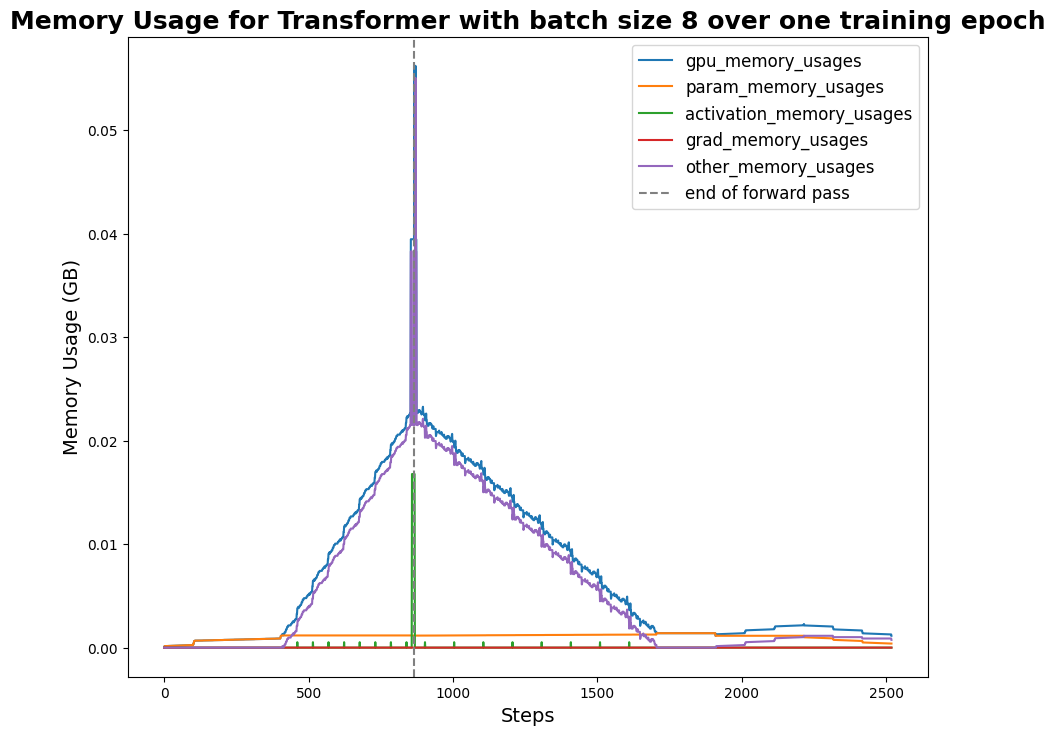 Memory Usage for Transformer with batch size 8 over one training epoch
gpu_memory_usages
param_memory_usages
activation_memory_usages
grad_memory_usages
other_memory_usages
end of forward pass
Memory Usage (GB)
0.05
0.04
0.03
0.02
0.01
0.00
0 500 1000 1500 2000 2500
Steps